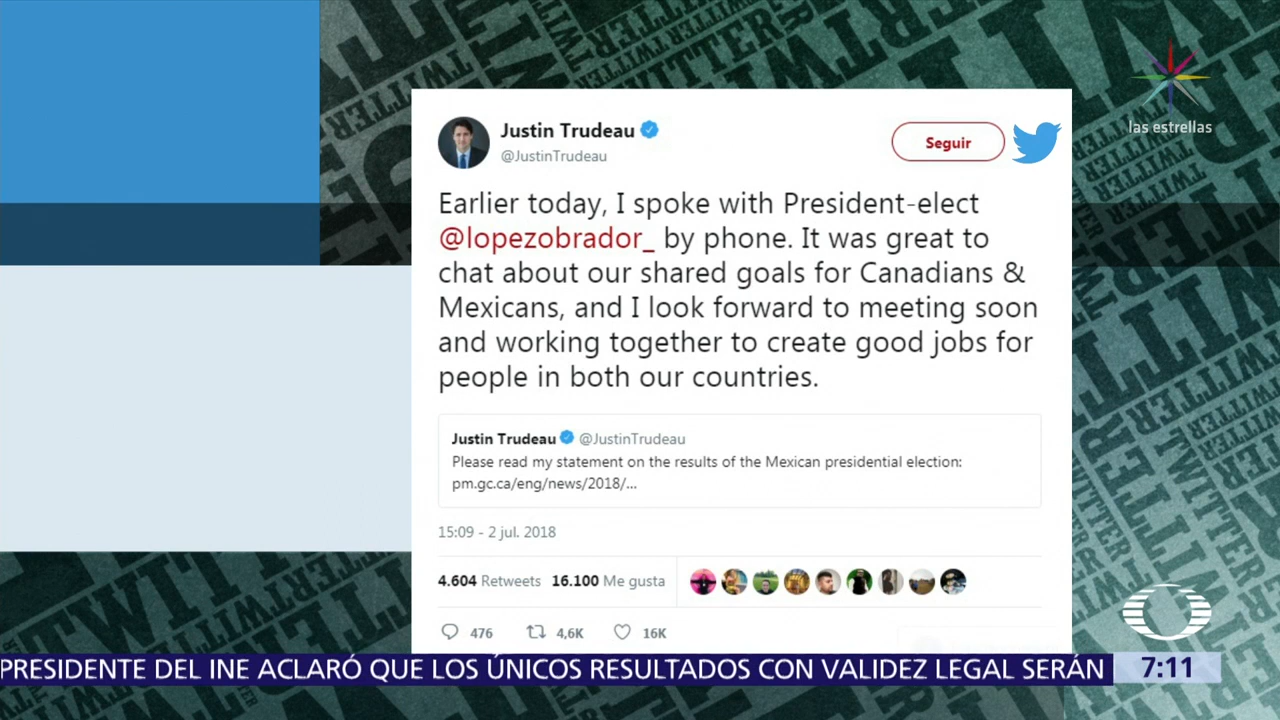 las estrellas
Justin Trudeau
@JustinTrudeau
Seguir
Earlier today, I spoke with President-elect
@lopezobrador_ by phone. It was great to
chat about our shared goals for Canadians &
Mexicans, and I look forward to meeting soon
and working together to create good jobs for
people in both our countries.
Justin Trudeau @JustinTrudeau
Please read my statement on the results of the Mexican presidential election:
pm.gc.ca/eng/news/2018/...
15:09 - 2 jul. 2018
4.604 Retweets 16.100 Me gusta
476 4,6K 16K
PRESIDENTE DEL INE ACLARÓ QUE LOS ÚNICOS RESULTADOS CON VALIDEZ LEGAL SERÁN 7:11